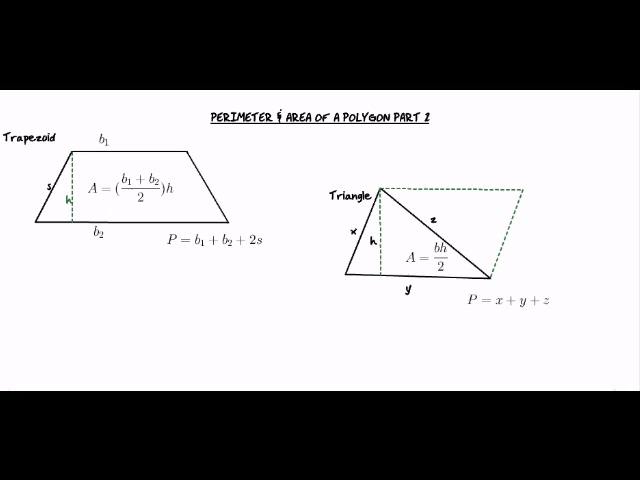 PERIMETER & AREA OF A POLYGON PART 2
Trapezoid
b₁
s
h
A = (b₁ + b₂ / 2)h
b₂
P = b₁ + b₂ + 2s
Triangle
x
h
z
A = bh / 2
y
P = x + y + z